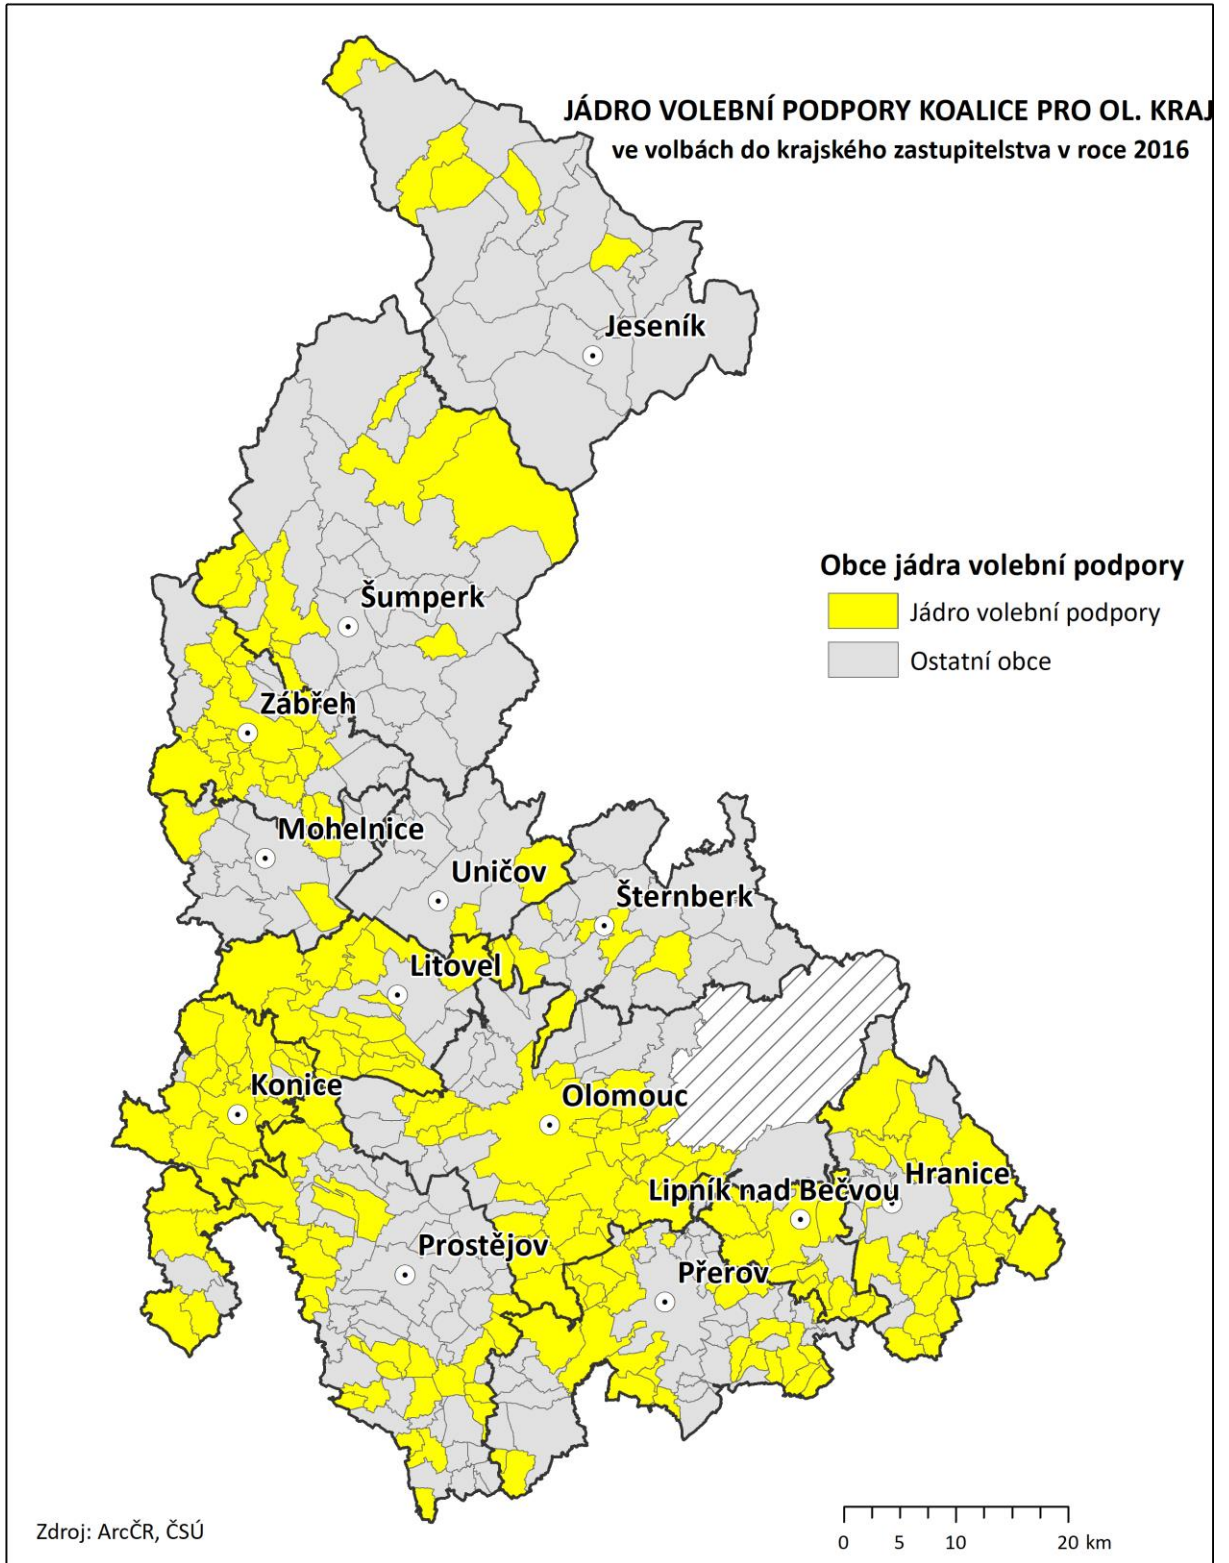 JÁDRO VOLEBNÍ PODPORY KOALICE PRO OL. KRAJ
ve volbách do krajského zastupitelstva v roce 2016
Jeseník
Obce jádra volební podpory
Jádro volební podpory
Ostatní obce
Šumperk
Zábřeh
Mohelnice
Uničov
Šternberk
Litovel
Konice
Olomouc
Hranice
Lipník nad Bečvou
Prostějov
Přerov
Zdroj: ArcČR, ČSÚ
0 5 10 20 km